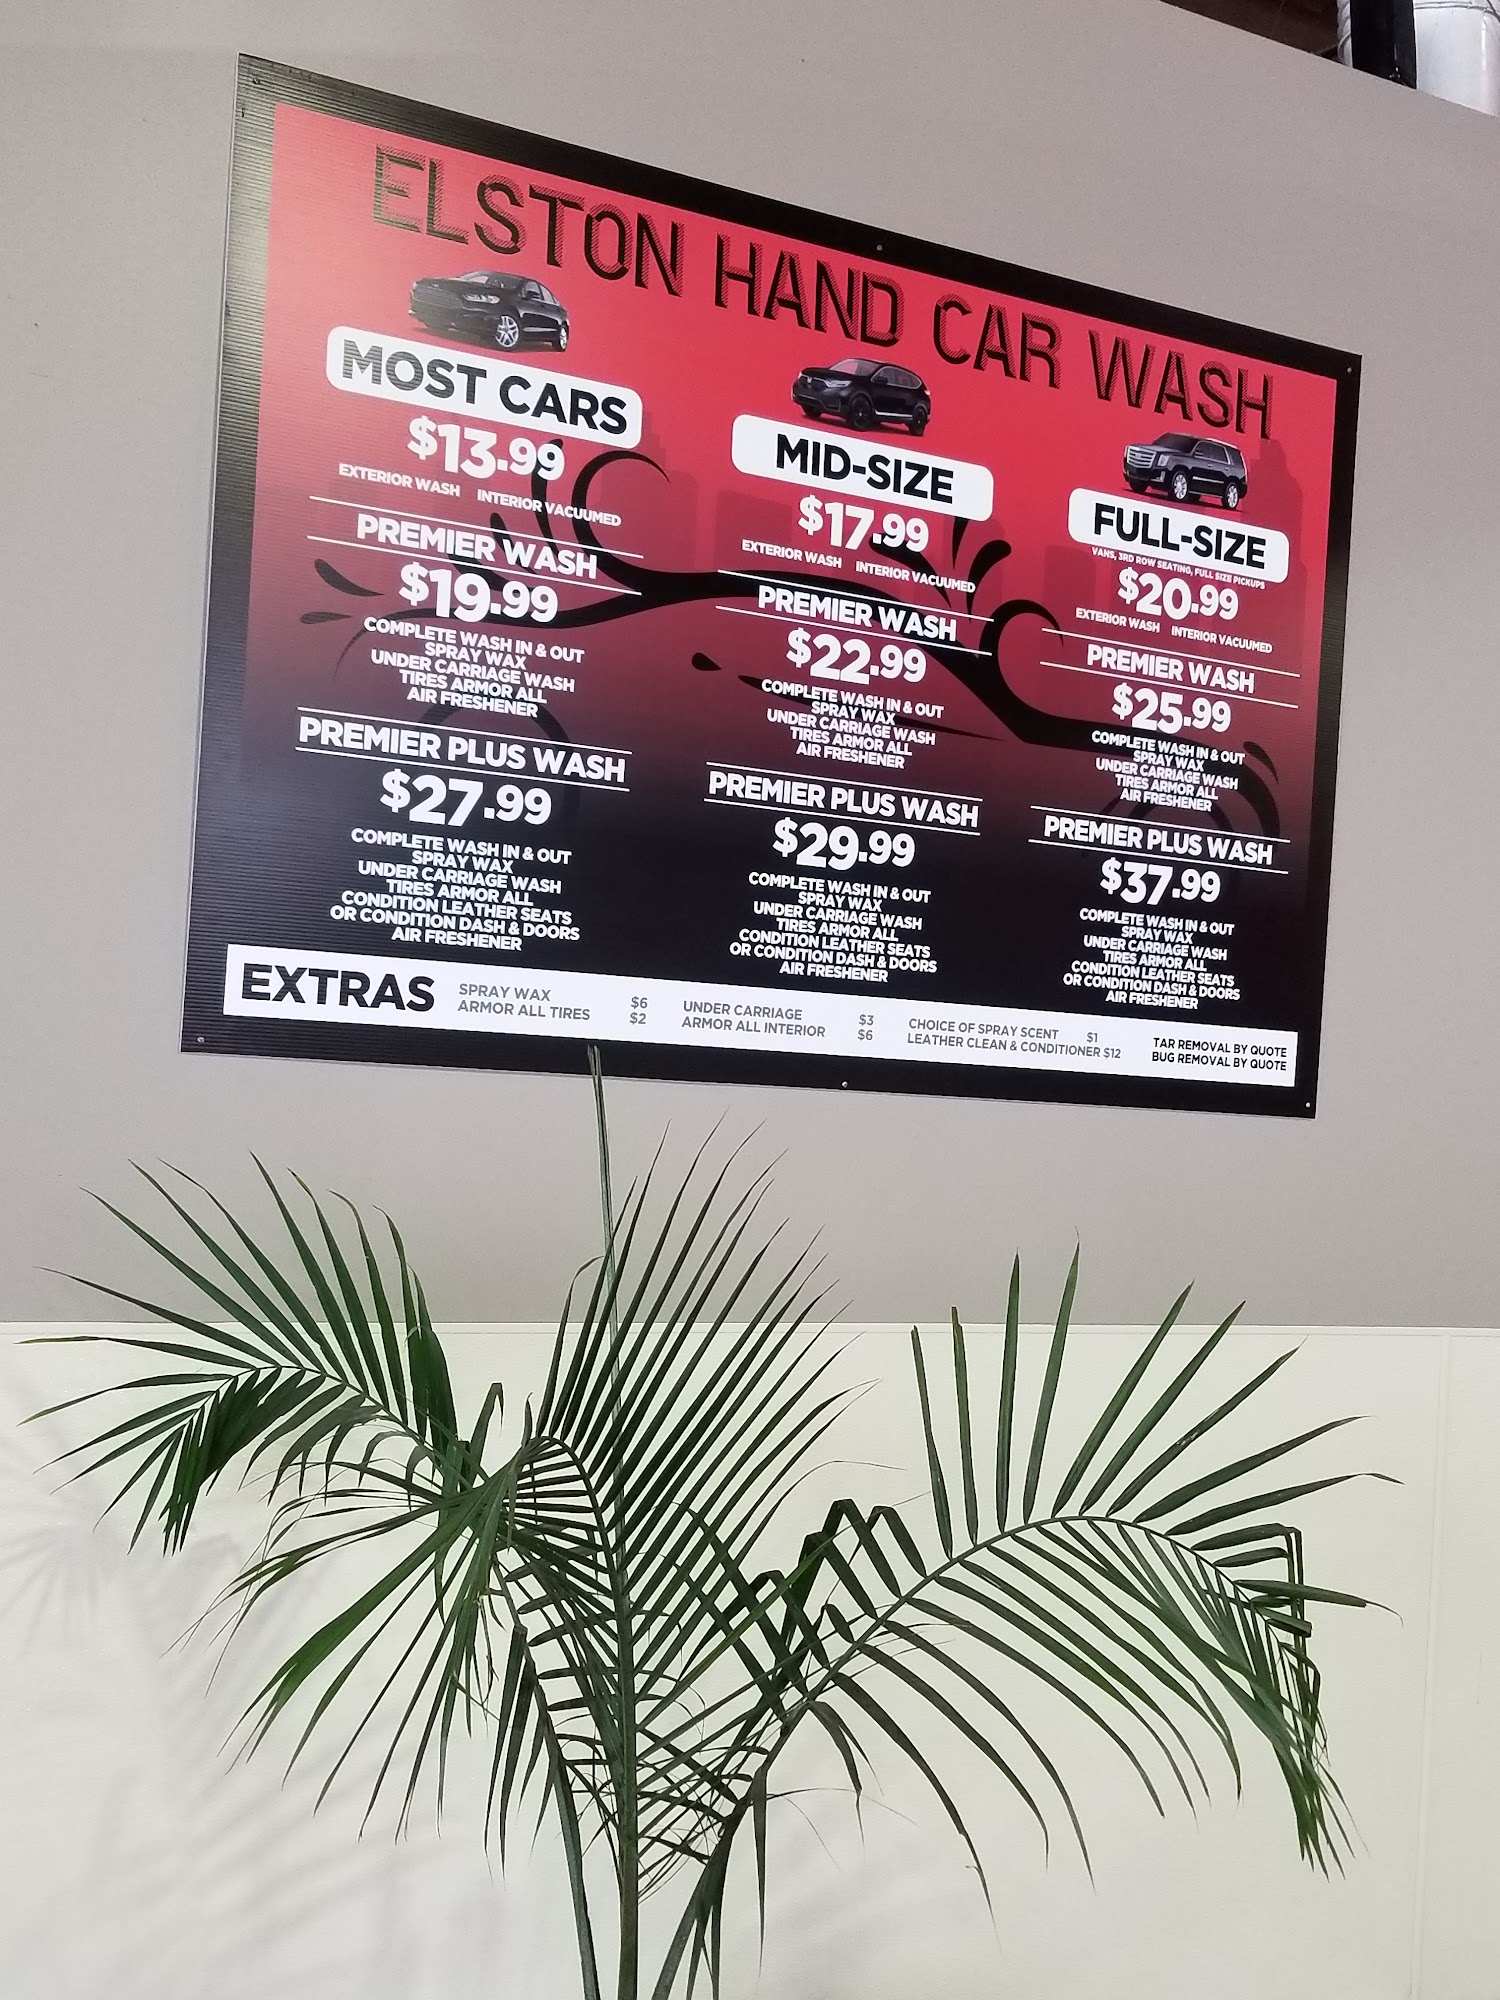 ELSTON HAND CAR WASH
MOST CARS
$13.99
EXTERIOR WASH INTERIOR VACUUMED
PREMIER WASH
$19.99
COMPLETE WASH IN & OUT
SPRAY WAX
UNDER CARRIAGE WASH
TIRES ARMOR ALL
AIR FRESHENER
PREMIER PLUS WASH
$27.99
COMPLETE WASH IN & OUT
SPRAY WAX
UNDER CARRIAGE WASH
TIRES ARMOR ALL
CONDITION LEATHER SEATS
OR CONDITION DASH & DOORS
AIR FRESHENER
MID-SIZE
$17.99
EXTERIOR WASH INTERIOR VACUUMED
PREMIER WASH
$22.99
COMPLETE WASH IN & OUT
SPRAY WAX
UNDER CARRIAGE WASH
TIRES ARMOR ALL
AIR FRESHENER
PREMIER PLUS WASH
$29.99
COMPLETE WASH IN & OUT
SPRAY WAX
UNDER CARRIAGE WASH
TIRES ARMOR ALL
CONDITION LEATHER SEATS
OR CONDITION DASH & DOORS
AIR FRESHENER
FULL-SIZE
VANS, 3RD ROW SEATING, FULL SIZE PICKUPS
$20.99
EXTERIOR WASH INTERIOR VACUUMED
PREMIER WASH
$25.99
COMPLETE WASH IN & OUT
SPRAY WAX
UNDER CARRIAGE WASH
TIRES ARMOR ALL
AIR FRESHENER
PREMIER PLUS WASH
$37.99
COMPLETE WASH IN & OUT
SPRAY WAX
UNDER CARRIAGE WASH
TIRES ARMOR ALL
CONDITION LEATHER SEATS
OR CONDITION DASH & DOORS
AIR FRESHENER
EXTRAS
SPRAY WAX $6
ARMOR ALL TIRES $2
UNDER CARRIAGE $3
ARMOR ALL INTERIOR $6
CHOICE OF SPRAY SCENT $1
LEATHER CLEAN & CONDITIONER $12
TAR REMOVAL BY QUOTE
BUG REMOVAL BY QUOTE